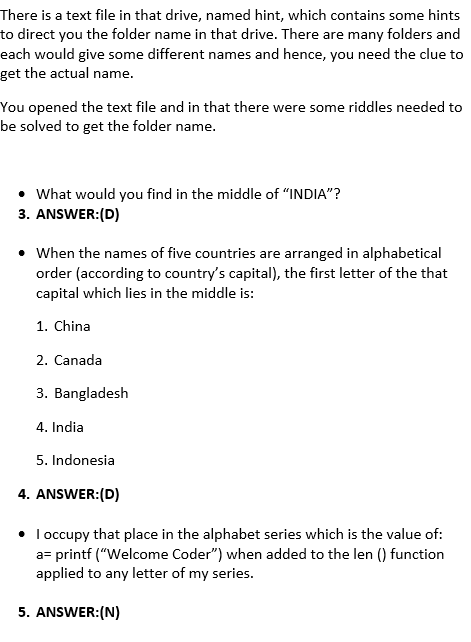 There is a text file in that drive, named hint, which contains some hints
to direct you the folder name in that drive. There are many folders and
each would give some different names and hence, you need the clue to
get the actual name.
You opened the text file and in that there were some riddles needed to
be solved to get the folder name.
• What would you find in the middle of “INDIA”?
3. ANSWER:(D)
• When the names of five countries are arranged in alphabetical
order (according to country’s capital), the first letter of the that
capital which lies in the middle is:
1. China
2. Canada
3. Bangladesh
4. India
5. Indonesia
4. ANSWER:(D)
• I occupy that place in the alphabet series which is the value of:
a= printf (“Welcome Coder”) when added to the len () function
applied to any letter of my series.
5. ANSWER:(N)